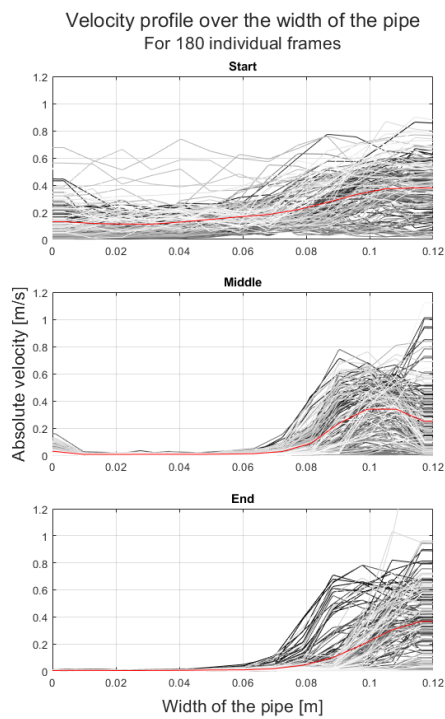 Velocity profile over the width of the pipe
For 180 individual frames
Start
1.2
1
0.8
0.6
0.4
0.2
0
0 0.02 0.04 0.06 0.08 0.1 0.12
Middle
Absolute velocity [m/s]
1.2
1
0.8
0.6
0.4
0.2
0
0 0.02 0.04 0.06 0.08 0.1 0.12
End
1.2
1
0.8
0.6
0.4
0.2
0
0 0.02 0.04 0.06 0.08 0.1 0.12
Width of the pipe [m]